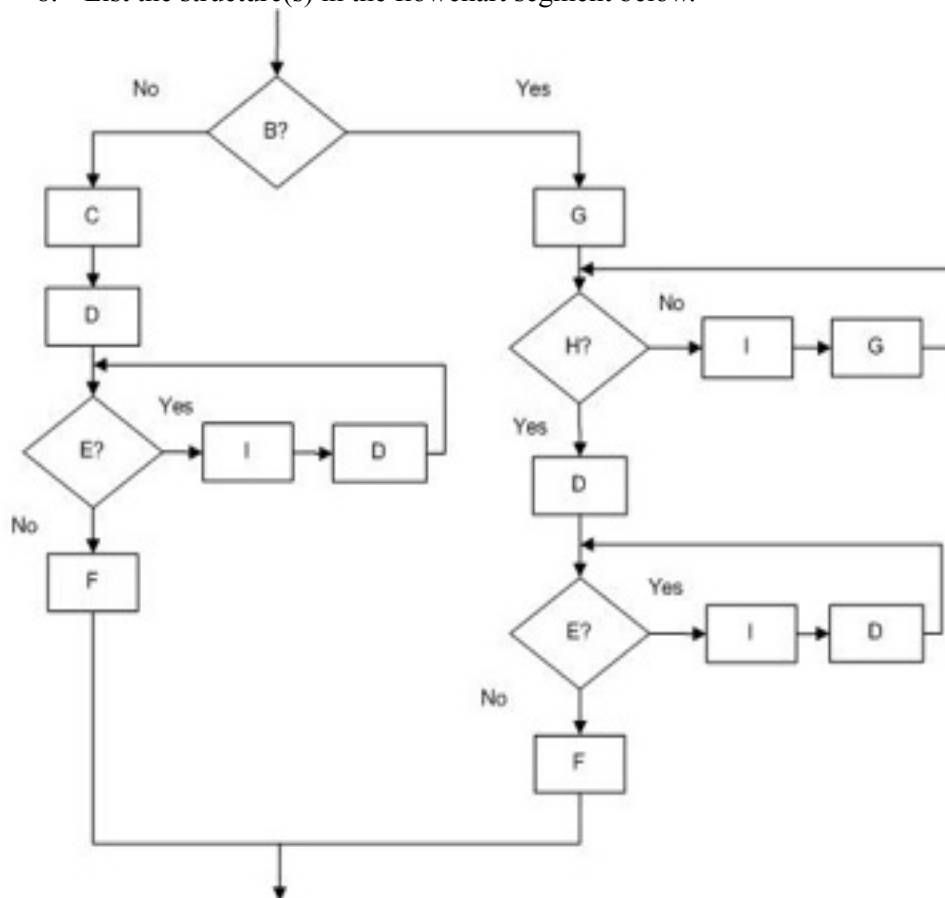 List the structure(s) in the flowchart segment below.
No
Yes
B?
C
G
D
No
H?
I
G
Yes
E?
I
D
Yes
D
No
F
Yes
E?
I
D
No
F